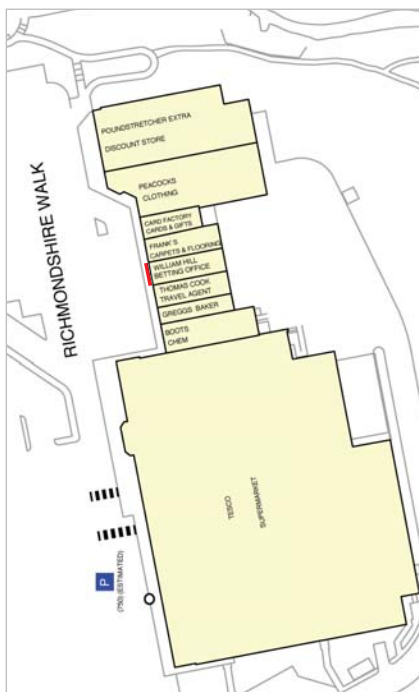 POUNDSTRETCHER EXTRA
DISCOUNT STORE
PEACOCKS
CLOTHING
CARD FACTORY
CARDS & GIFTS
FRANK'S
CARPETS & FLOORING
WILLIAM HILL
BETTING OFFICE
THOMAS COOK
TRAVEL AGENT
GREGGS BAKER
BOOTS
CHEM
RICHMONDSHIRE WALK
TESCO
SUPERMARKET
P
(750) (ESTIMATED)